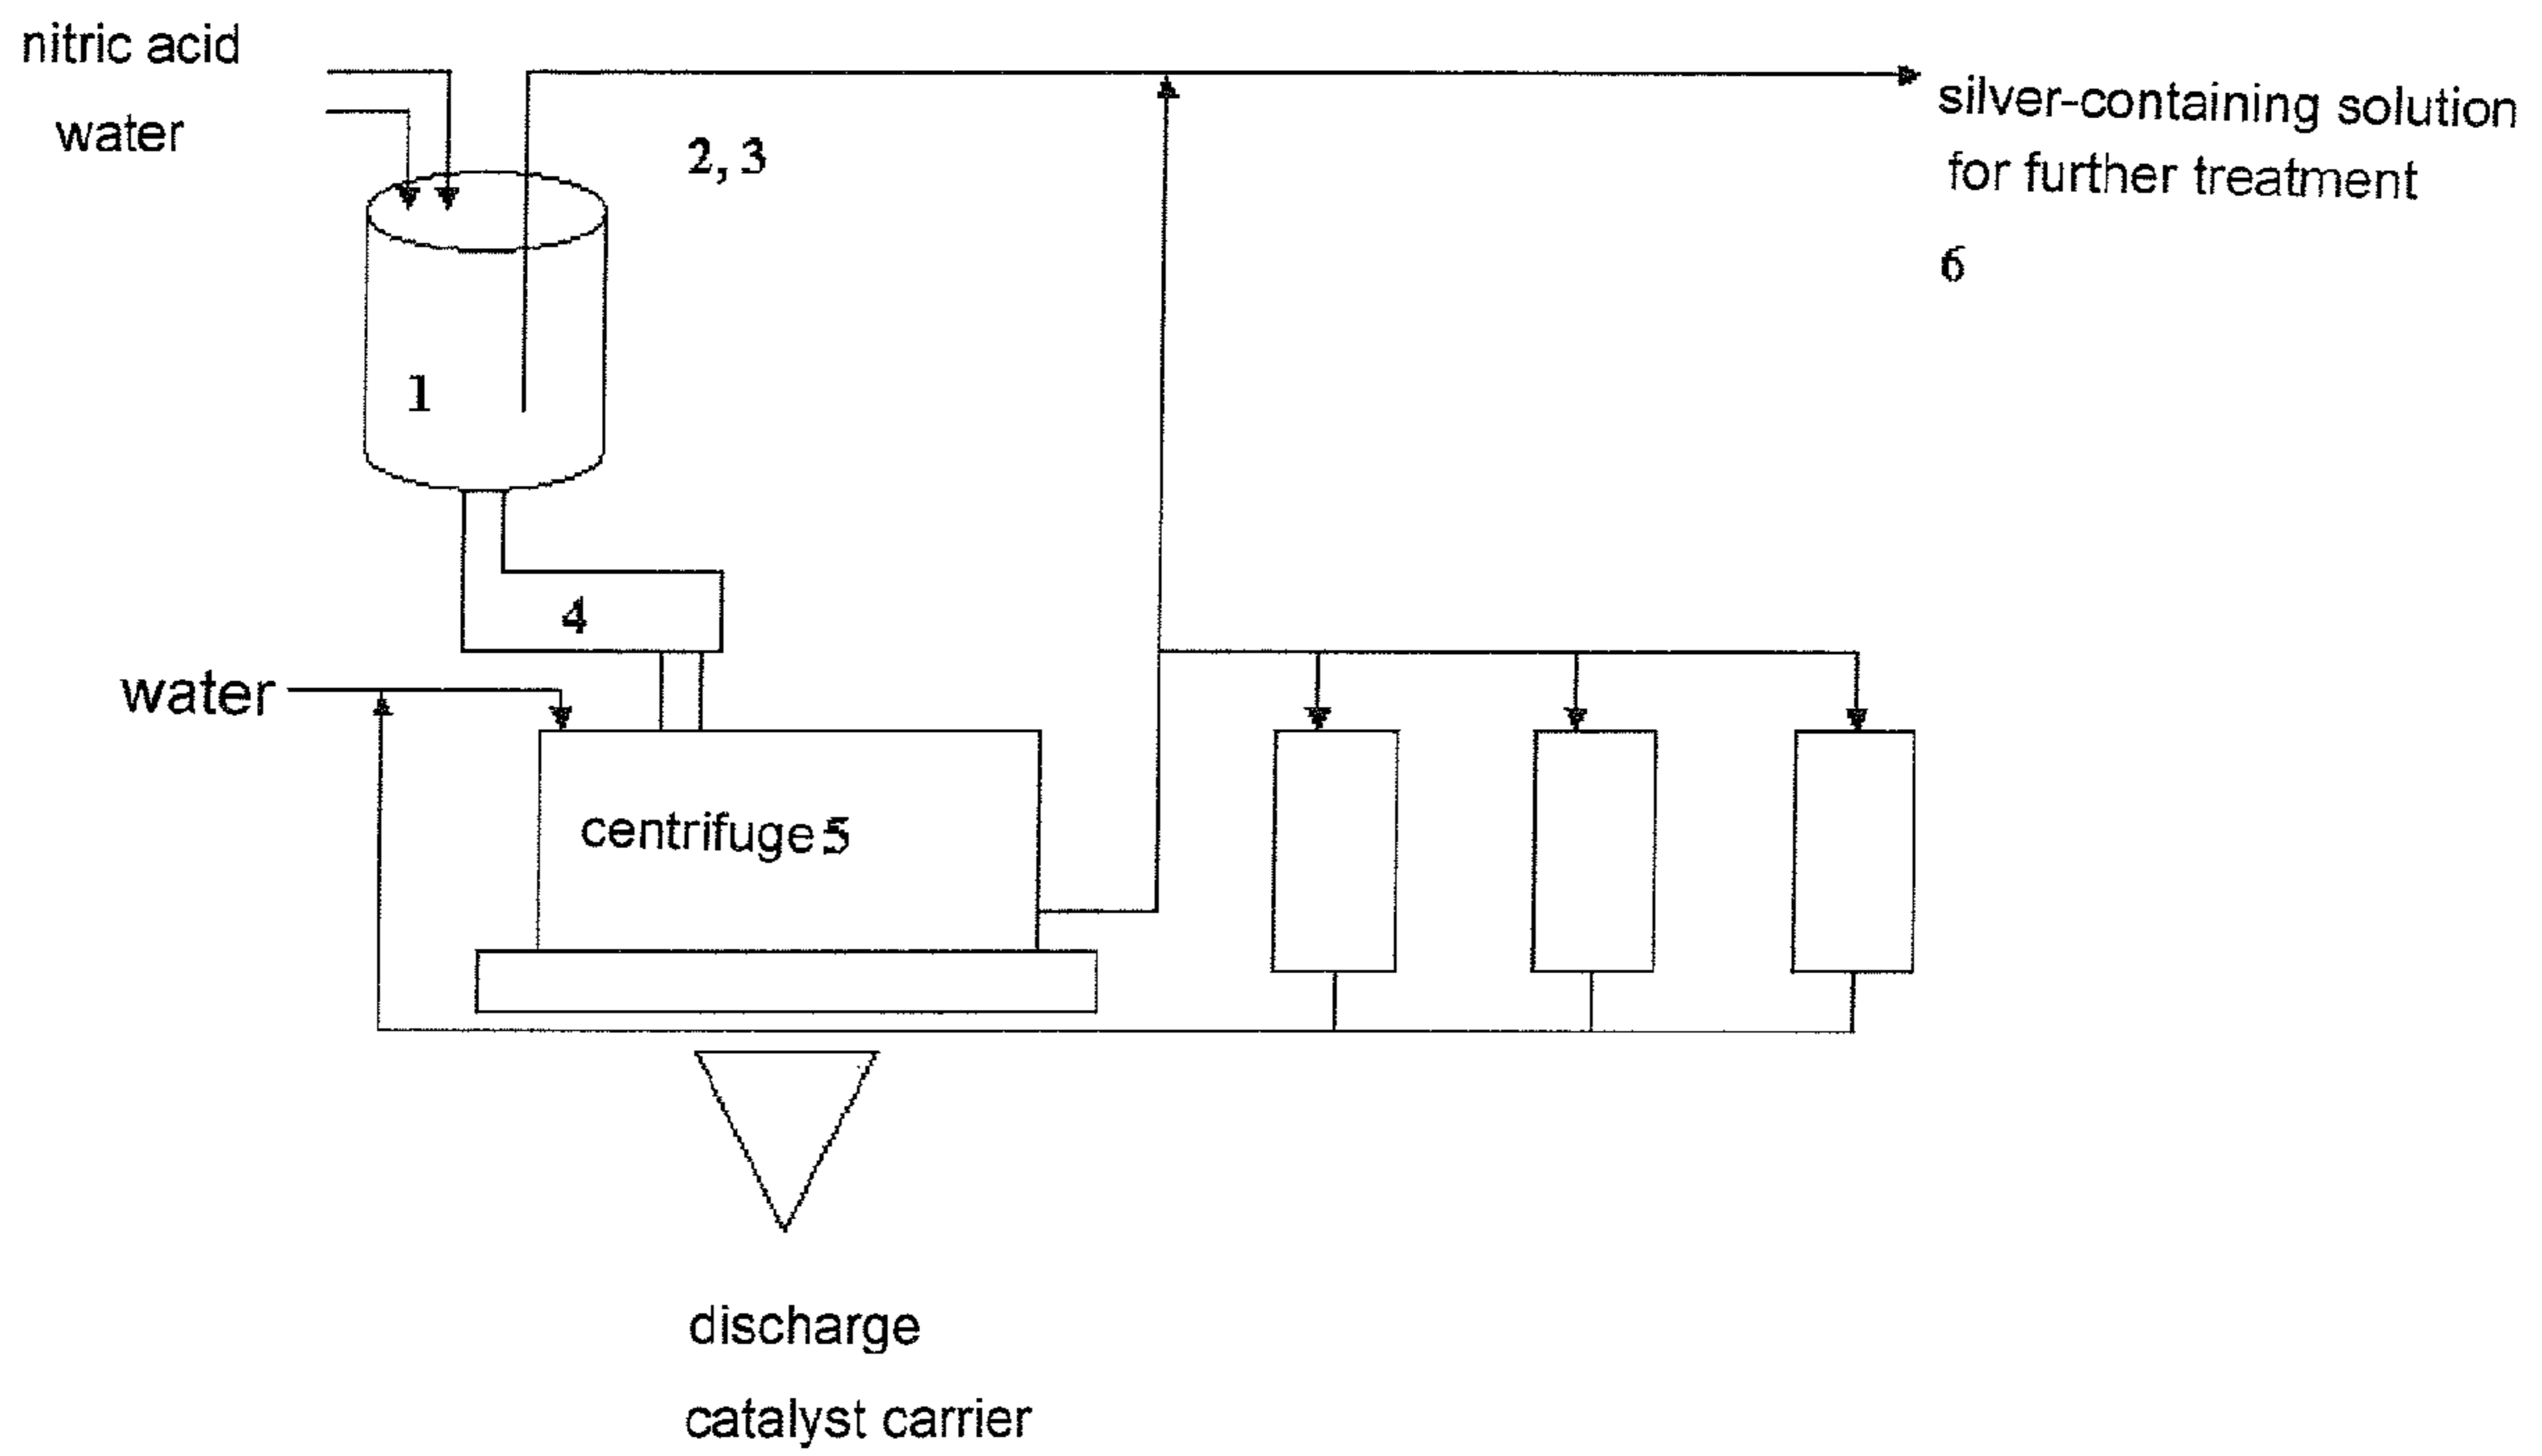 nitric acid
water
2, 3
silver-containing solution
for further treatment
6
1
4
water
centrifuge 5
discharge
catalyst carrier